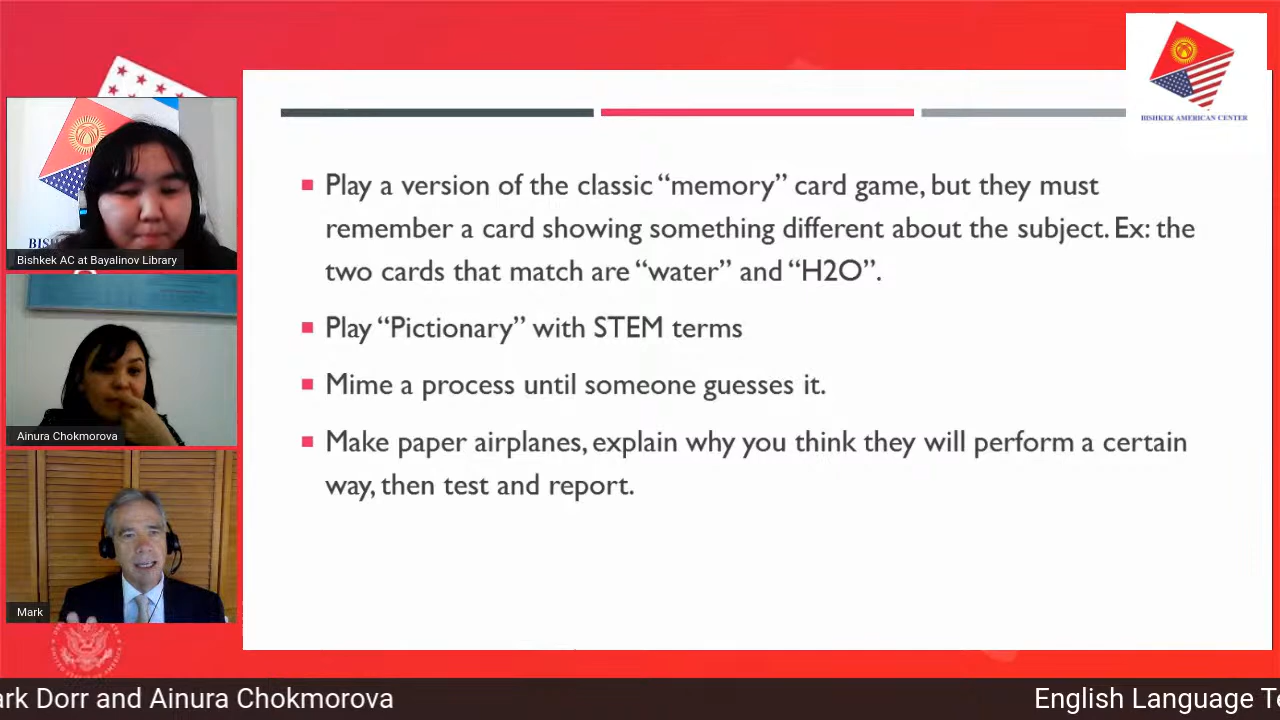 BISHKEK AMERICAN CENTER
Play a version of the classic “memory” card game, but they must
remember a card showing something different about the subject. Ex: the
two cards that match are “water” and “H2O”.
Play “Pictionary” with STEM terms
Mime a process until someone guesses it.
Make paper airplanes, explain why you think they will perform a certain
way, then test and report.
BISH
Bishkek AC at Bayalinov Library
Ainura Chokmorova
Mark
ark Dorr and Ainura Chokmorova
English Language Te